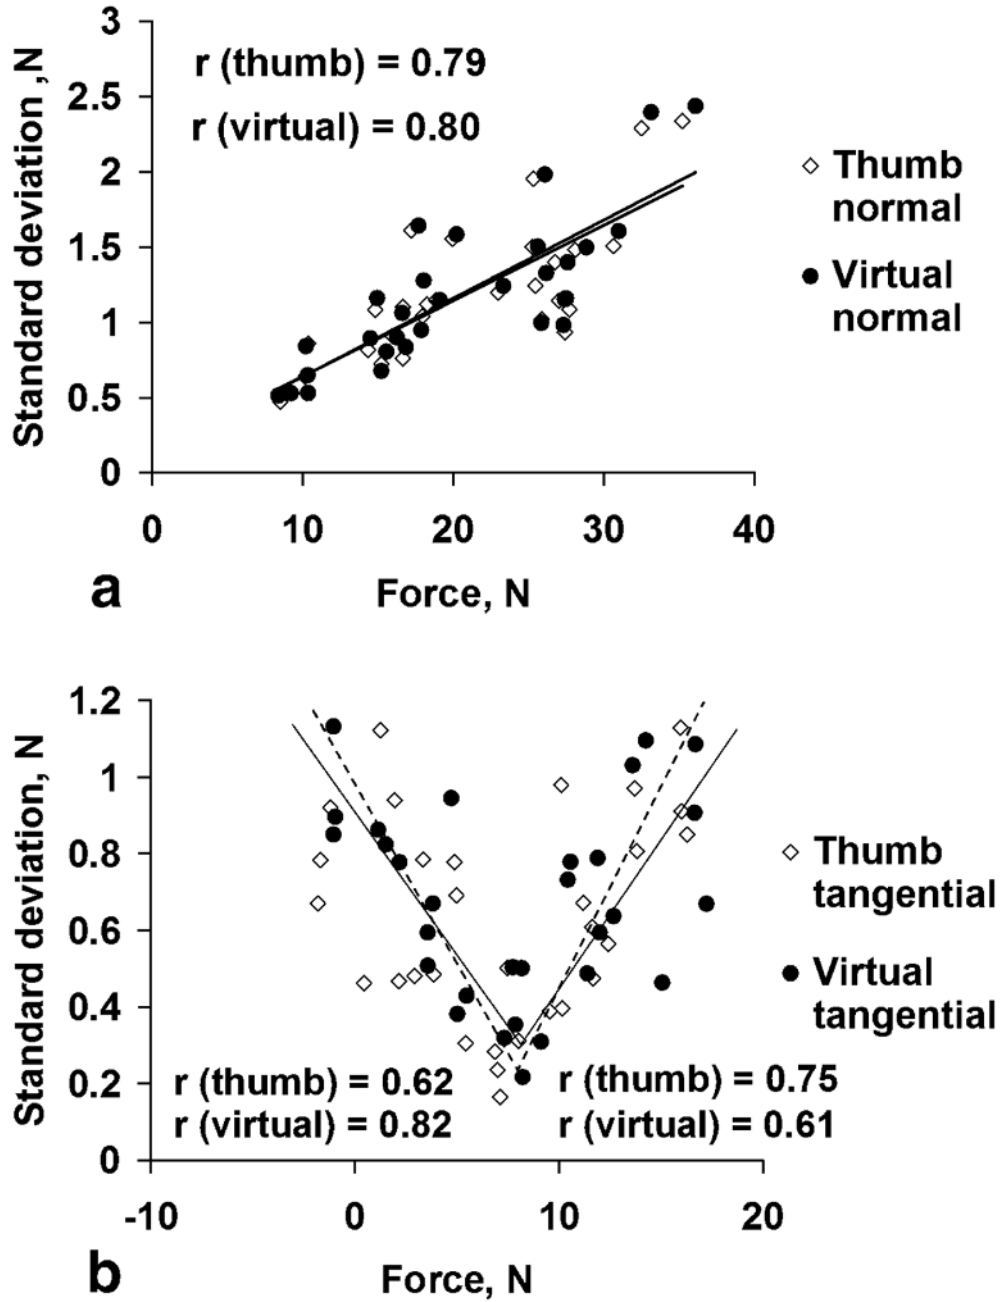 3
2.5
2
1.5
1
0.5
0
Standard deviation ,N
r (thumb) = 0.79
r (virtual) = 0.80
Thumb
normal
Virtual
normal
0 10 20 30 40
Force, N
a
1.2
1
0.8
0.6
0.4
0.2
0
Standard deviation, N
r (thumb) = 0.62
r (virtual) = 0.82
r (thumb) = 0.75
r (virtual) = 0.61
Thumb
tangential
Virtual
tangential
-10 0 10 20
Force, N
b